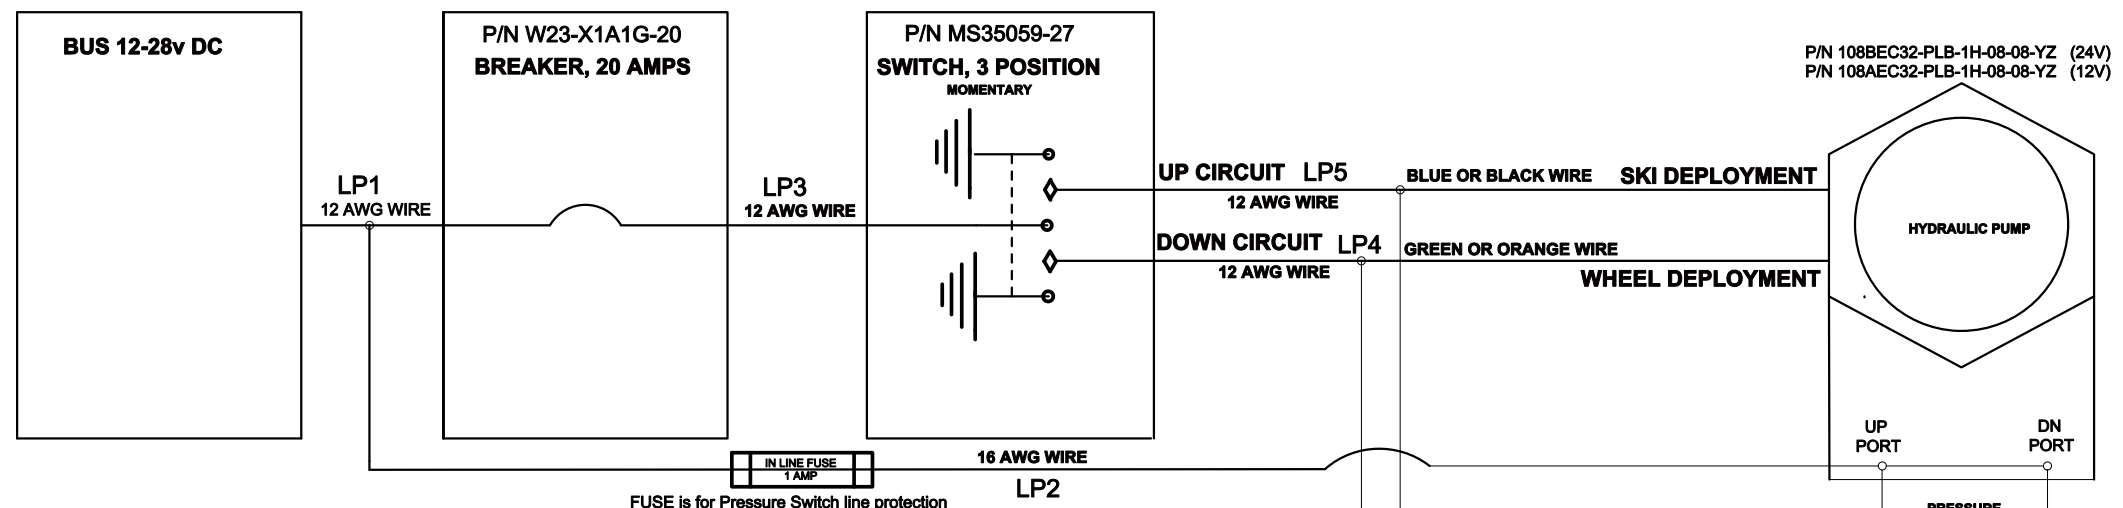 BUS 12-28v DC
P/N W23-X1A1G-20
BREAKER, 20 AMPS
P/N MS35059-27
SWITCH, 3 POSITION
MOMENTARY
P/N 108BEC32-PLB-1H-08-08-YZ (24V)
P/N 108AEC32-PLB-1H-08-08-YZ (12V)
LP1
12 AWG WIRE
LP3
12 AWG WIRE
UP CIRCUIT LP5
12 AWG WIRE
BLUE OR BLACK WIRE
SKI DEPLOYMENT
DOWN CIRCUIT LP4
12 AWG WIRE
GREEN OR ORANGE WIRE
WHEEL DEPLOYMENT
HYDRAULIC PUMP
UP
PORT
DN
PORT
IN LINE FUSE
1 AMP
16 AWG WIRE
LP2
FUSE is for Pressure Switch line protection
PRESSURE